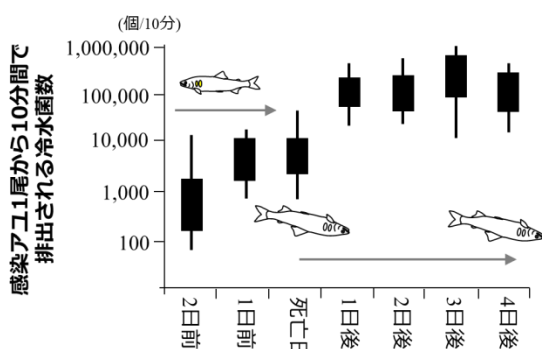 (個/10分)
感染アユ1尾から10分間で
排出される冷水菌数
1,000,000
100,000
10,000
1,000
100
2日前
1日前
死亡日
1日後
2日後
3日後
4日後